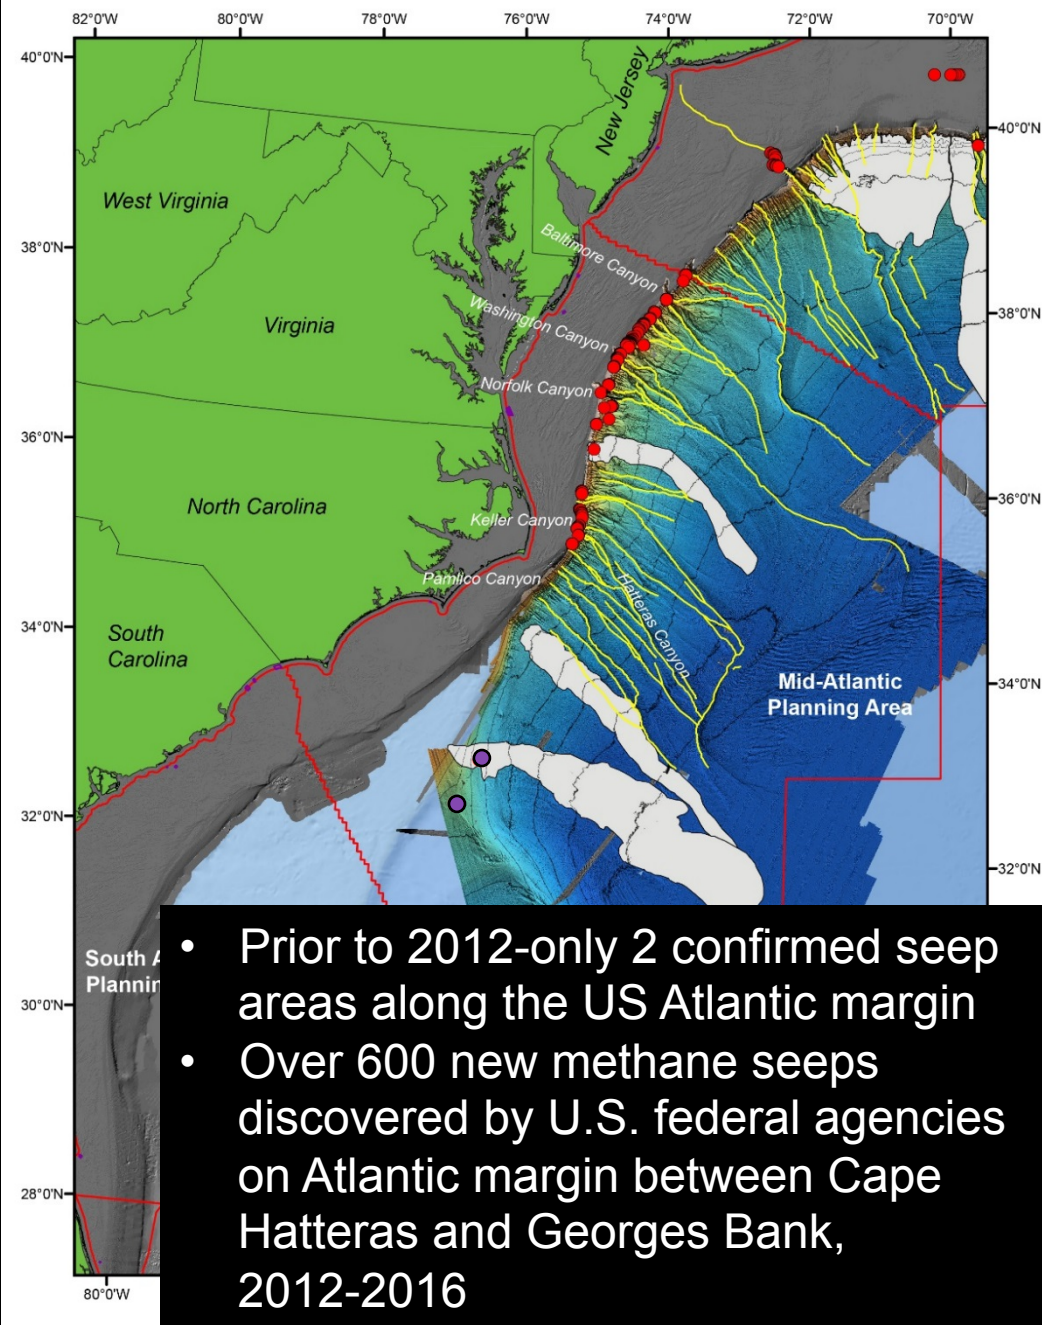 82°0'W 80°0'W 78°0'W 76°0'W 74°0'W 72°0'W 70°0'W
40°0'N
New Jersey
40°0'N
West Virginia
38°0'N
Baltimore Canyon
Washington Canyon
38°0'N
Virginia
Norfolk Canyon
36°0'N
36°0'N
North Carolina
Keller Canyon
Pamlico Canyon
Hatteras Canyon
34°0'N
South
Carolina
34°0'N
Mid-Atlantic
Planning Area
32°0'N
32°0'N
South A
Plannin
30°0'N
28°0'N
80°0'W
• Prior to 2012-only 2 confirmed seep
areas along the US Atlantic margin
• Over 600 new methane seeps
discovered by U.S. federal agencies
on Atlantic margin between Cape
Hatteras and Georges Bank,
2012-2016